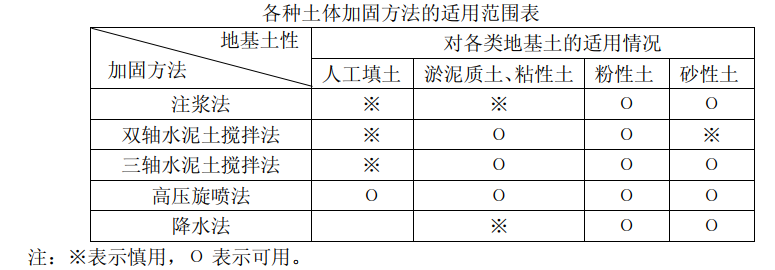 各种土体加固方法的适用范围表
地基土性 对各类地基土的适用情况
加固方法 人工填土 淤泥质土、粘性土 粉性土 砂性土
注浆法 ※ ※ O O
双轴水泥土搅拌法 ※ O O ※
三轴水泥土搅拌法 ※ O O O
高压旋喷法 O O O O
降水法 ※ O O
注：※表示慎用，O 表示可用。